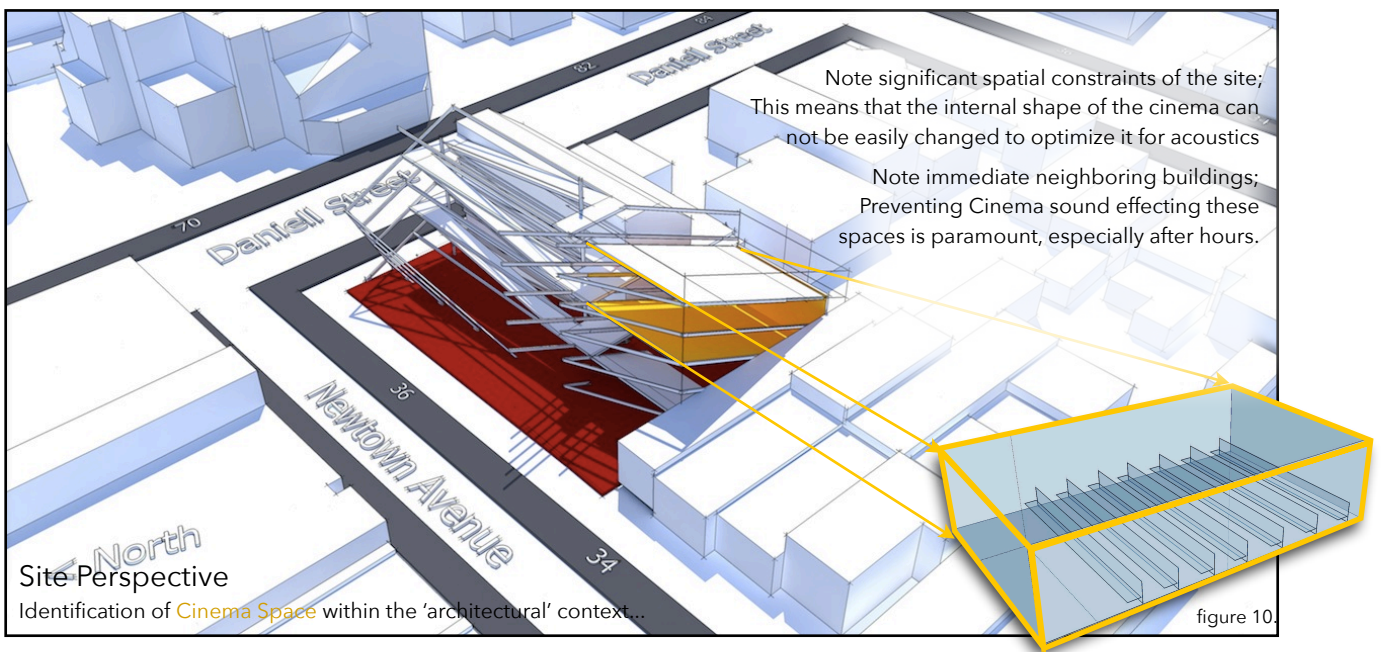 84
82
Daniell Street
Note significant spatial constraints of the site;
This means that the internal shape of the cinema can
not be easily changed to optimize it for acoustics
Note immediate neighboring buildings;
Preventing Cinema sound effecting these
spaces is paramount, especially after hours.
70
Daniell Street
36
Newtown Avenue
34
North
Site Perspective
Identification of Cinema Space within the ‘architectural’ context...
figure 10.